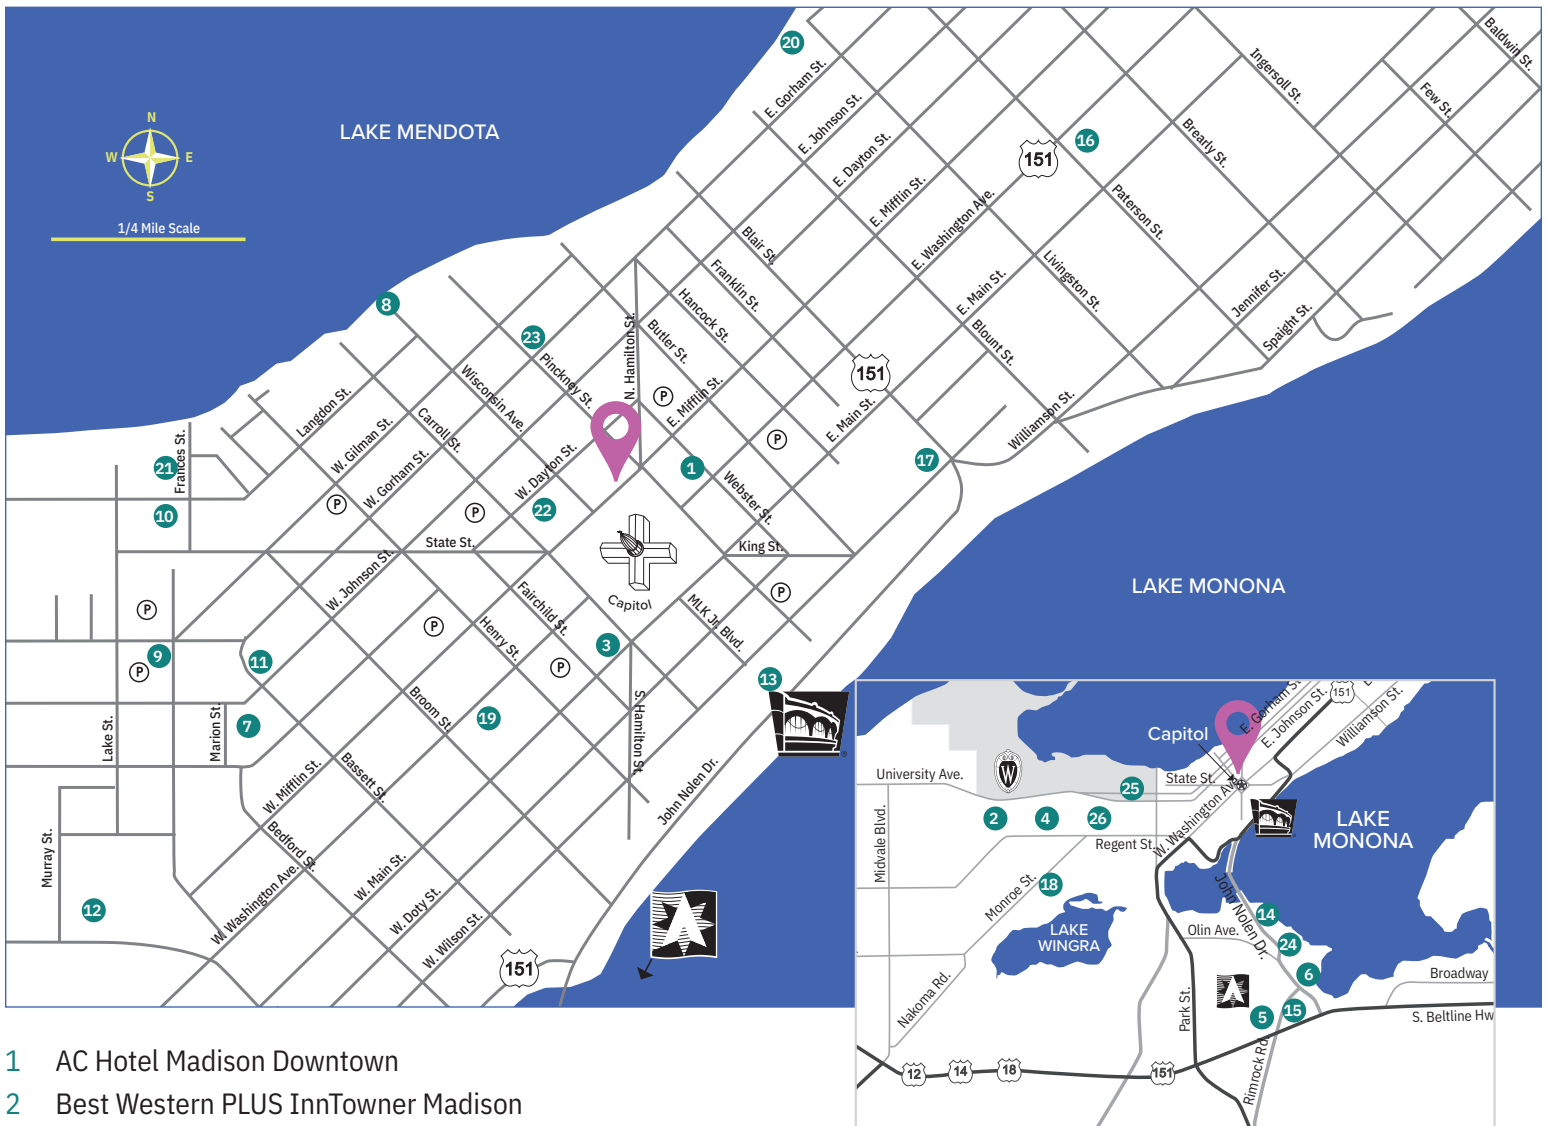 20
E. Gorham St.
E. Johnson St.
E. Dayton St.
E. Mifflin St.
E. Washington Ave.
151
16
Ingersoll St.
Baldwin St.
Few St.
Brearly St.
Paterson St.
Livingston St.
Jennifer St.
Spaight St.
LAKE MENDOTA
N
W
E
S
1/4 Mile Scale
Blair St.
Franklin St.
Hancock St.
Butler St.
N. Hamilton St.
E. Main St.
Blount St.
Williamson St.
8
23
Pinckney St.
Wisconsin Ave.
Carroll St.
P
E. Mifflin St.
151
E. Main St.
P
17
Langdon St.
W. Gilman St.
W. Gorham St.
W. Dayton St.
Frances St.
21
10
P
P
22
1
Webster St.
State St.
King St.
Capitol
W. Johnson St.
Fairchild St.
Henry St.
MLK Jr. Blvd.
P
P
P
P
P
9
11
3
13
LAKE MONONA
Lake St.
Marion St.
7
Broom St.
19
S. Hamilton St.
John Nolen Dr.
W. Mifflin St.
Bassett St.
Bedford St.
Murray St.
12
W. Washington Ave.
W. Main St.
W. Doty St.
W. Wilson St.
151
®
E. Gorham St.
E. Johnson St.
151
Williamson St.
Capitol
University Ave.
W
State St.
25
2
4
26
Midvale Blvd.
Regent St.
W. Washington Ave.
LAKE
MONONA
Monroe St.
18
LAKE
WINGRA
John Nolen Dr.
14
Olin Ave.
24
6
Broadway
Nakoma Rd.
Park St.
5
15
S. Beltline Hw
Rimrock Rd.
12
14
18
151
1 AC Hotel Madison Downtown
2 Best Western PLUS InnTowner Madison